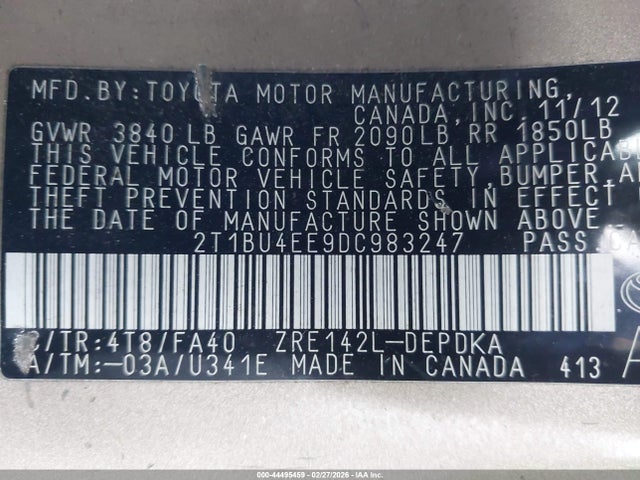 MFD. BY: TOYOTA MOTOR MANUFACTURING,
CANADA, INC. 11/12
GVWR 3840 LB GAWR FR 2090LB, RR 1850LB
THIS VEHICLE CONFORMS TO ALL APPLICAB
FEDERAL MOTOR VEHICLE SAFETY, BUMPER, A
THEFT PREVENTION STANDARDS IN EFFECT
THE DATE OF MANUFACTURE SHOWN ABOVE.
2T1BU4EE9DC983247 PASS. CA
/TR: 4T8/FA40 ZRE142L-DEPDKA
A/TM: -03A/U341E MADE IN CANADA 413
000-44495459 - 02/27/2026 - IAA Inc.